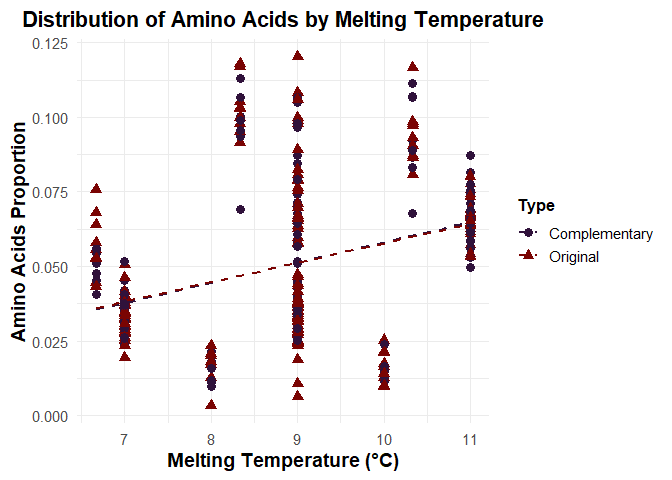 Distribution of Amino Acids by Melting Temperature
0.125
0.100
0.075
0.050
0.025
0.000
Amino Acids Proportion
7 8 9 10 11
Melting Temperature (°C)
Type
Complementary
Original